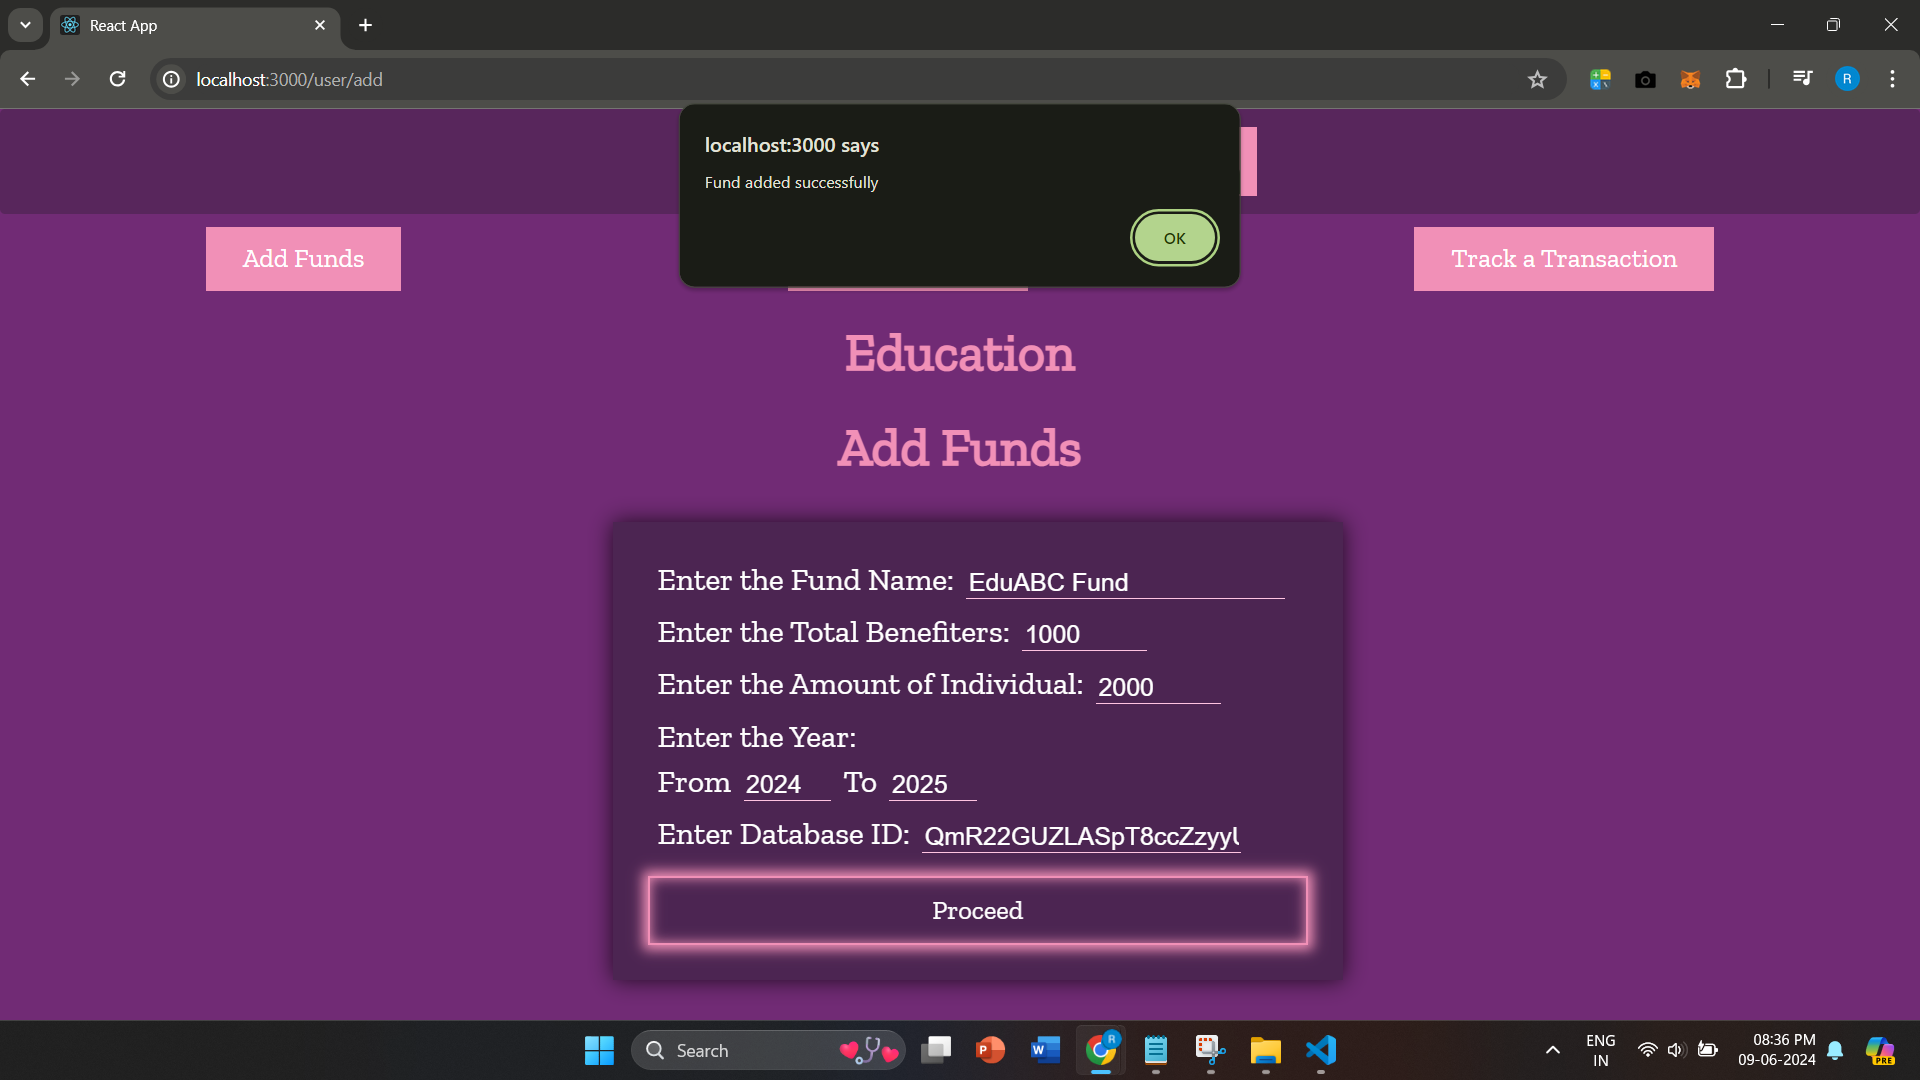 React App
localhost:3000/user/add
R
localhost:3000 says
Fund added successfully
OK
Add Funds
Track a Transaction
Education
Add Funds
Enter the Fund Name: EduABC Fund
Enter the Total Benefiters: 1000
Enter the Amount of Individual: 2000
Enter the Year:
From 2024 To 2025
Enter Database ID: QmR22GUZLASpT8ccZzyyU
Proceed
Search
ENG
IN
08:36 PM
09-06-2024
PRE